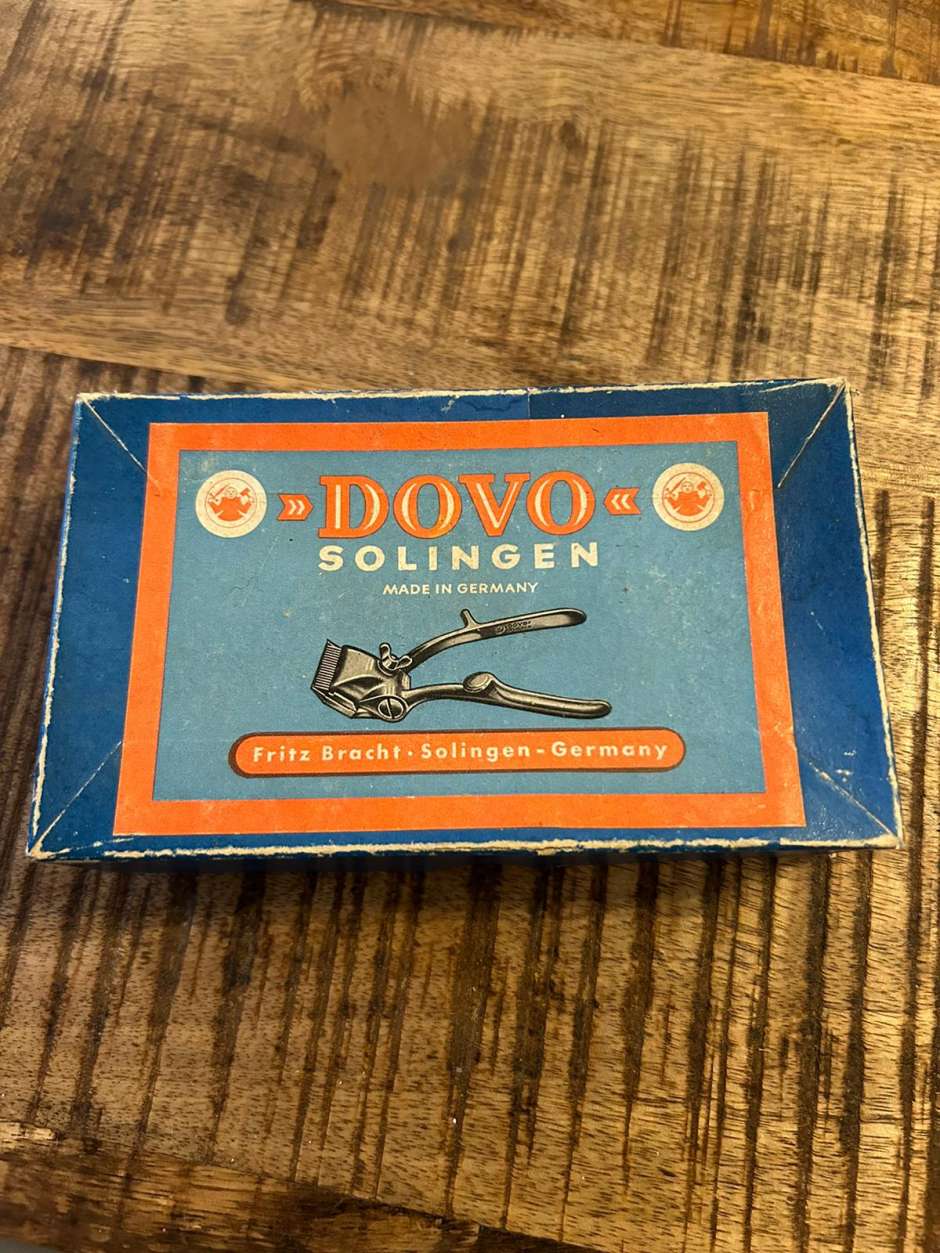 »DOVO«
SOLINGEN
MADE IN GERMANY
Fritz Bracht · Solingen - Germany